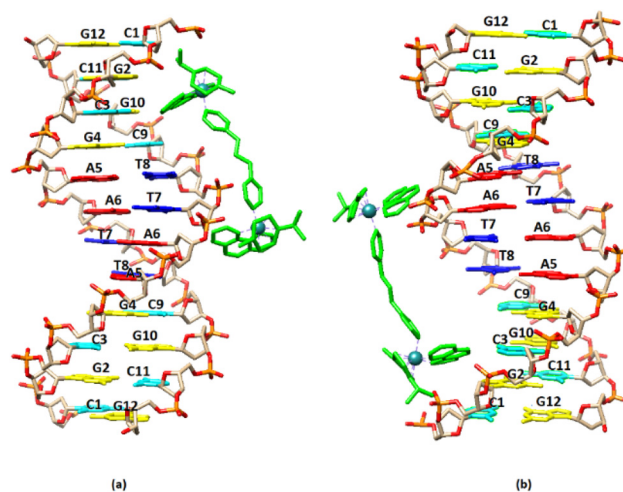 G12 C1
C11 G2
C3 G10
G4 C9
A5 T8
A6 T7
T7 A6
T8 A5
G4 C9
C3 G10
G2 C11
C1 G12
(a)
G12 C1
C11 G2
G10 C3
C9 G4
T8 A5
A6 T7
T7 A6
T8 A5
C9 G4
G10 C3
G2 C11
C1 G12
(b)